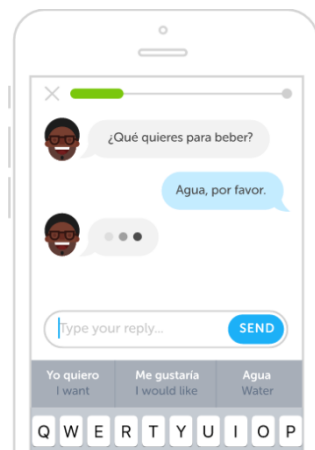 ¿Qué quieres para beber?
Agua, por favor.
Type your reply...
SEND
Yo quiero
I want
Me gustaría
I would like
Agua
Water
Q W E R T Y U I O P